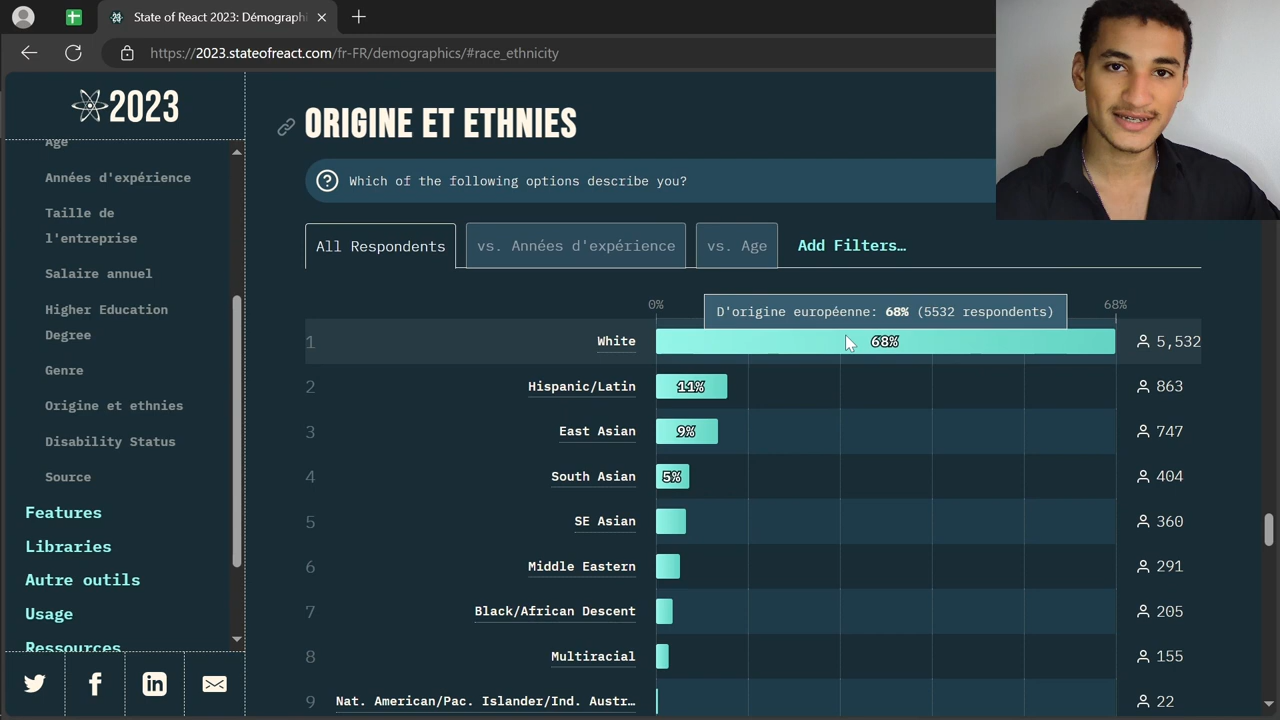 State of React 2023: Démographi
https://2023.stateofreact.com/fr-FR/demographics/#race_ethnicity
2023
Age
Années d'expérience
Taille de
l'entreprise
Salaire annuel
Higher Education
Degree
Genre
Origine et ethnies
Disability Status
Source
Features
Libraries
Autre outils
Usage
Ressources
ORIGINE ET ETHNIES
Which of the following options describe you?
All Respondents
vs. Années d'expérience
vs. Age
Add Filters…
0%
68%
D'origine européenne: 68% (5532 respondents)
1 White 68% 5,532
2 Hispanic/Latin 11% 863
3 East Asian 9% 747
4 South Asian 5% 404
5 SE Asian 360
6 Middle Eastern 291
7 Black/African Descent 205
8 Multiracial 155
9 Nat. American/Pac. Islander/Ind. Austr… 22